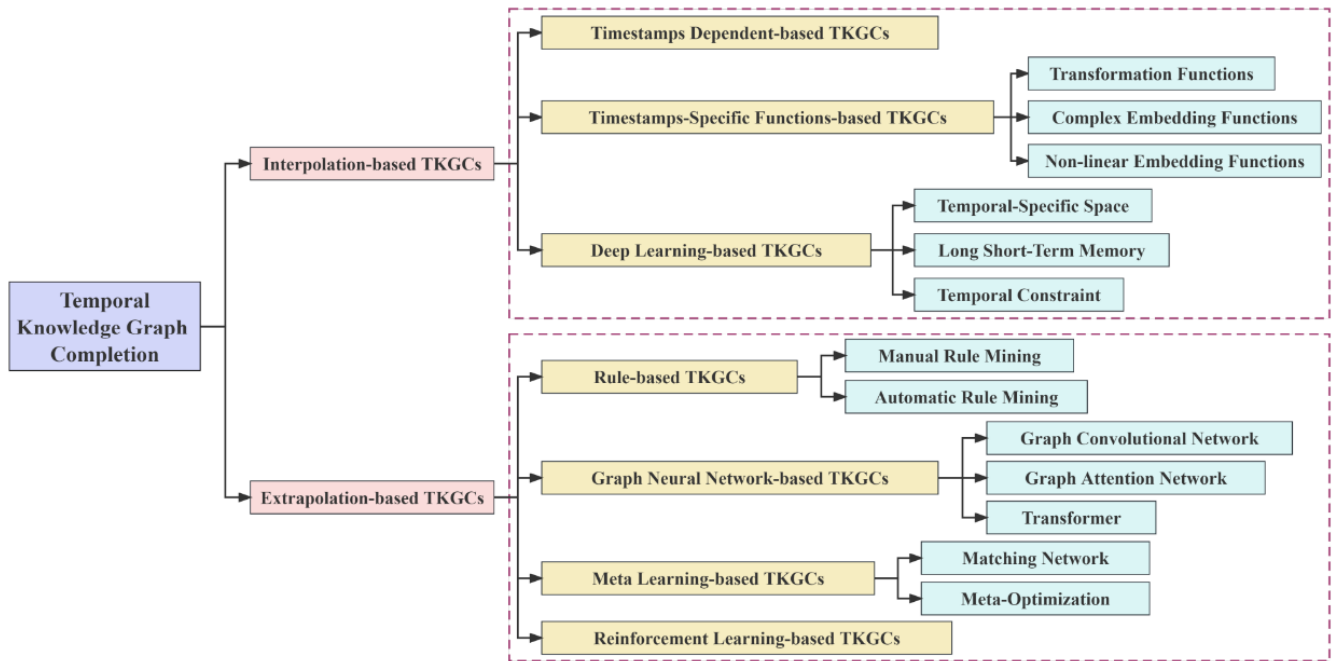 Temporal
Knowledge Graph
Completion
Interpolation-based TKGCs
Timestamps Dependent-based TKGCs
Timestamps-Specific Functions-based TKGCs
Transformation Functions
Complex Embedding Functions
Non-linear Embedding Functions
Deep Learning-based TKGCs
Temporal-Specific Space
Long Short-Term Memory
Temporal Constraint
Extrapolation-based TKGCs
Rule-based TKGCs
Manual Rule Mining
Automatic Rule Mining
Graph Neural Network-based TKGCs
Graph Convolutional Network
Graph Attention Network
Transformer
Meta Learning-based TKGCs
Matching Network
Meta-Optimization
Reinforcement Learning-based TKGCs